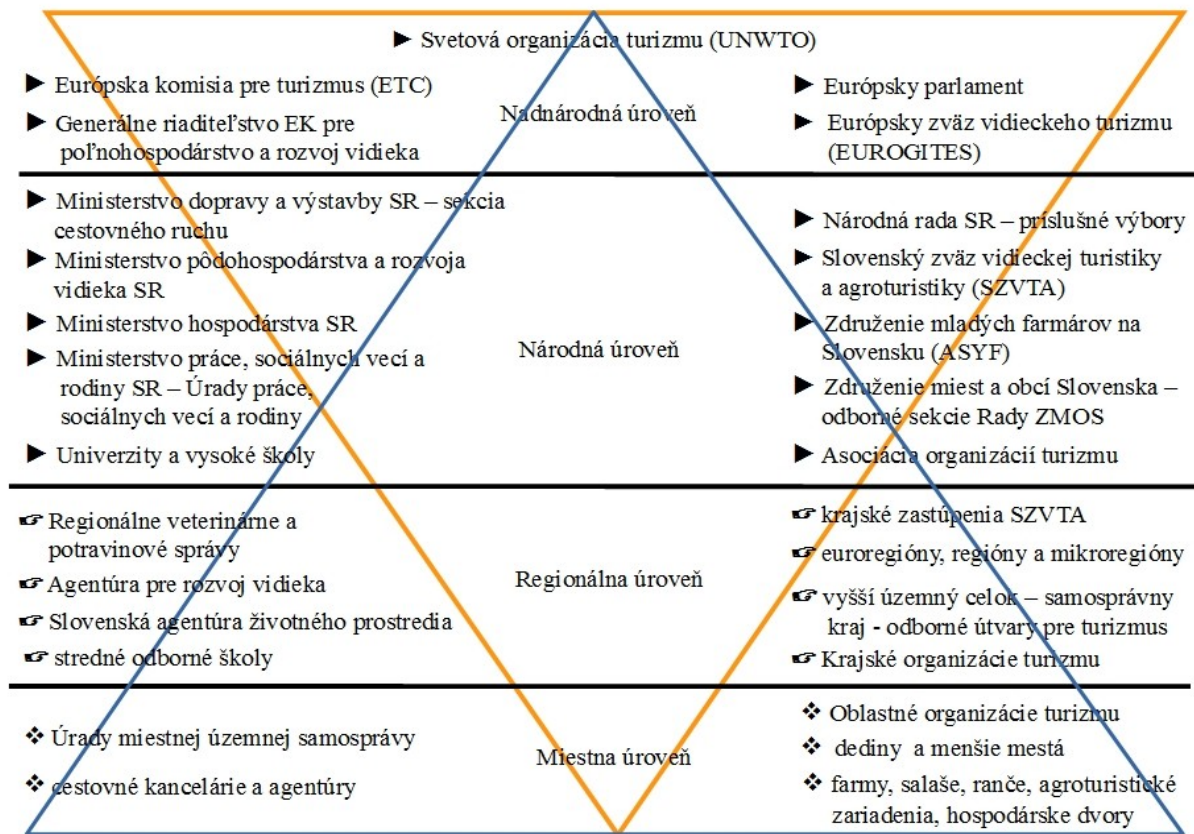 ► Svetová organizácia turizmu (UNWTO)
► Európska komisia pre turizmus (ETC)
► Generálne riaditeľstvo EK pre
poľnohospodárstvo a rozvoj vidieka
Nadnárodná úroveň
► Európsky parlament
► Európsky zväz vidieckeho turizmu
(EUROGITES)
► Ministerstvo dopravy a výstavby SR – sekcia
cestovného ruchu
► Ministerstvo pôdohospodárstva a rozvoja
vidieka SR
► Ministerstvo hospodárstva SR
► Ministerstvo práce, sociálnych vecí a
rodiny SR – Úrady práce,
sociálnych vecí a rodiny
► Univerzity a vysoké školy
Národná úroveň
► Národná rada SR – príslušné výbory
► Slovenský zväz vidieckej turistiky
a agroturistiky (SZVTA)
► Združenie mladých farmárov na
Slovensku (ASYF)
► Združenie miest a obcí Slovenska –
odborné sekcie Rady ZMOS
► Asociácia organizácií turizmu
☞ Regionálne veterinárne a
potravinové správy
☞ Agentúra pre rozvoj vidieka
☞ Slovenská agentúra životného prostredia
☞ stredné odborné školy
Regionálna úroveň
☞ krajské zastúpenia SZVTA
☞ euroregióny, regióny a mikroregióny
☞ vyšší územný celok – samosprávny
kraj - odborné útvary pre turizmus
☞ Krajské organizácie turizmu
❖ Úrady miestnej územnej samosprávy
❖ cestovné kancelárie a agentúry
Miestna úroveň
❖ Oblastné organizácie turizmu
❖ dediny a menšie mestá
❖ farmy, salaše, ranče, agroturistické
zariadenia, hospodárske dvory